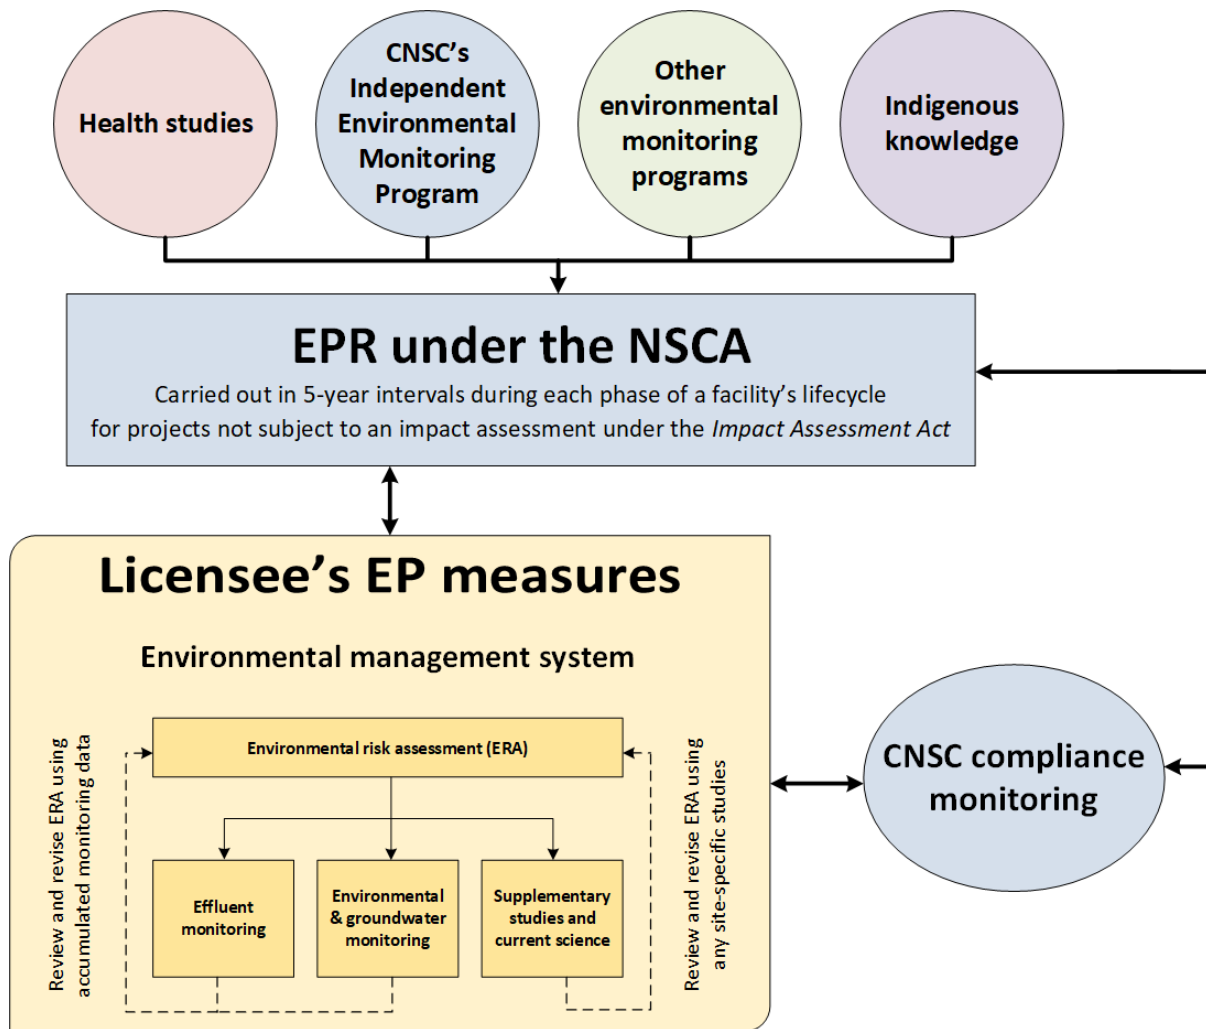 Health studies
CNSC’s
Independent
Environmental
Monitoring
Program
Other
environmental
monitoring
programs
Indigenous
knowledge
EPR under the NSCA
Carried out in 5-year intervals during each phase of a facility’s lifecycle
for projects not subject to an impact assessment under the Impact Assessment Act
Licensee’s EP measures
Environmental management system
Review and revise ERA using
accumulated monitoring data
Environmental risk assessment (ERA)
Effluent
monitoring
Environmental
& groundwater
monitoring
Supplementary
studies and
current science
Review and revise ERA using
any site-specific studies
CNSC compliance
monitoring